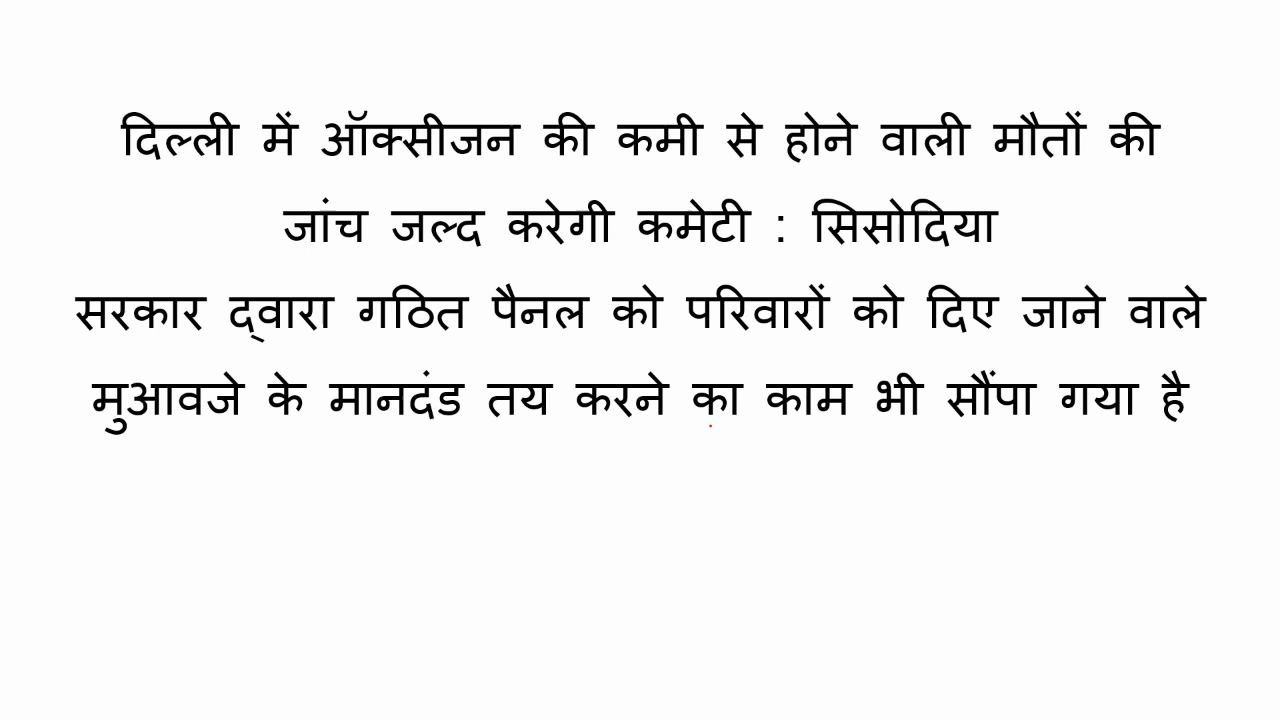 दिल्ली में ऑक्सीजन की कमी से होने वाली मौतों की
जांच जल्द करेगी कमेटी : सिसोदिया
सरकार द्वारा गठित पैनल को परिवारों को दिए जाने वाले
मुआवजे के मानदंड तय करने का काम भी सौंपा गया है